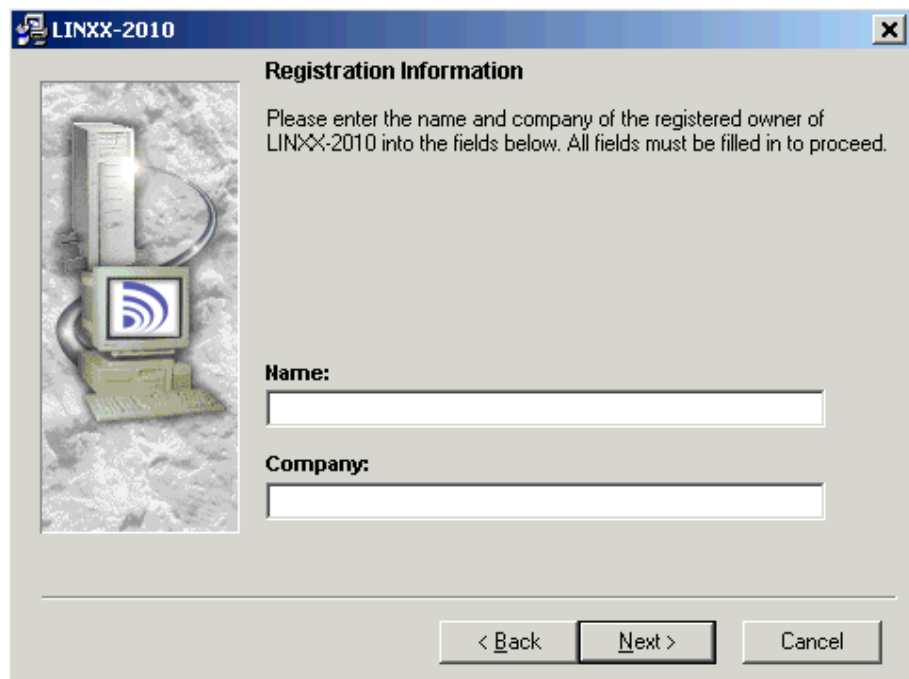 LINXX-2010
Registration Information
Please enter the name and company of the registered owner of
LINXX-2010 into the fields below. All fields must be filled in to proceed.
Name:
Company:
< Back
Next >
Cancel